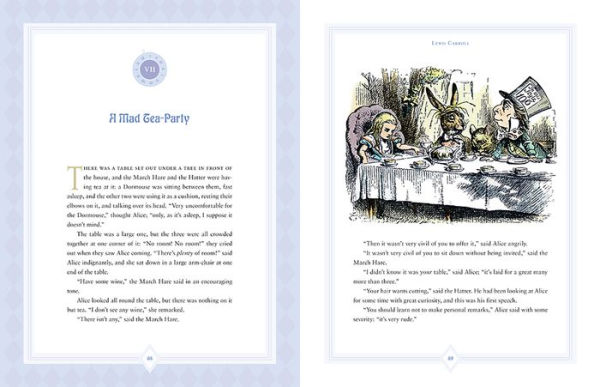 VII
A Mad Tea-Party
THERE WAS A TABLE SET OUT UNDER A TREE IN FRONT OF
the house, and the March Hare and the Hatter were hav-
ing tea at it: a Dormouse was sitting between them, fast
asleep, and the other two were using it as a cushion, resting their
elbows on it, and talking over its head. “Very uncomfortable for
the Dormouse,” thought Alice; “only, as it’s asleep, I suppose it
doesn’t mind.”
The table was a large one, but the three were all crowded
together at one corner of it: “No room! No room!” they cried
out when they saw Alice coming. “There’s plenty of room!” said
Alice indignantly, and she sat down in a large arm-chair at one
end of the table.
“Have some wine,” the March Hare said in an encouraging
tone.
Alice looked all round the table, but there was nothing on it
but tea. “I don’t see any wine,” she remarked.
“There isn’t any,” said the March Hare.
88
LEWIS CARROLL
“Then it wasn’t very civil of you to offer it,” said Alice angrily.
“It wasn’t very civil of you to sit down without being invited,” said the
March Hare.
“I didn’t know it was your table,” said Alice; “it’s laid for a great many
more than three.”
“Your hair wants cutting,” said the Hatter. He had been looking at Alice
for some time with great curiosity, and this was his first speech.
“You should learn not to make personal remarks,” Alice said with some
severity: “it’s very rude.”
89